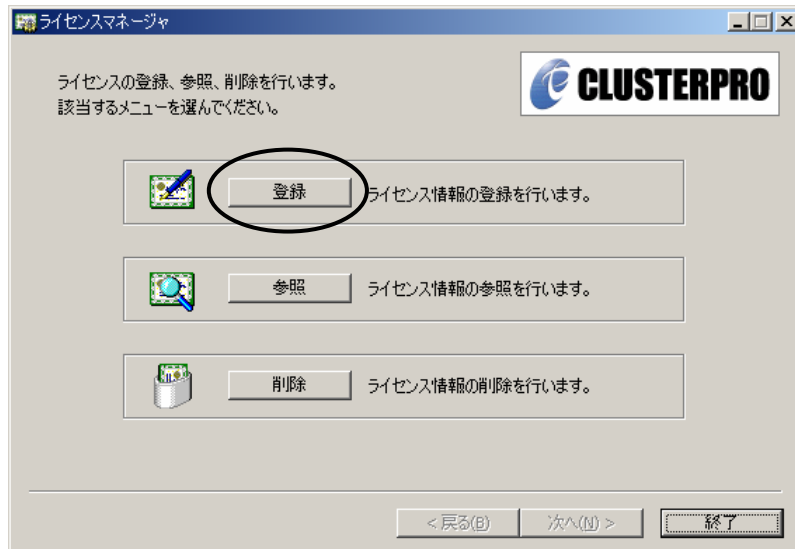 ライセンスマネージャ
ライセンスの登録、参照、削除を行います。
該当するメニューを選んでください。
CLUSTERPRO
登録
ライセンス情報の登録を行います。
参照
ライセンス情報の参照を行います。
削除
ライセンス情報の削除を行います。
< 戻る(B)
次へ(N) >
終了